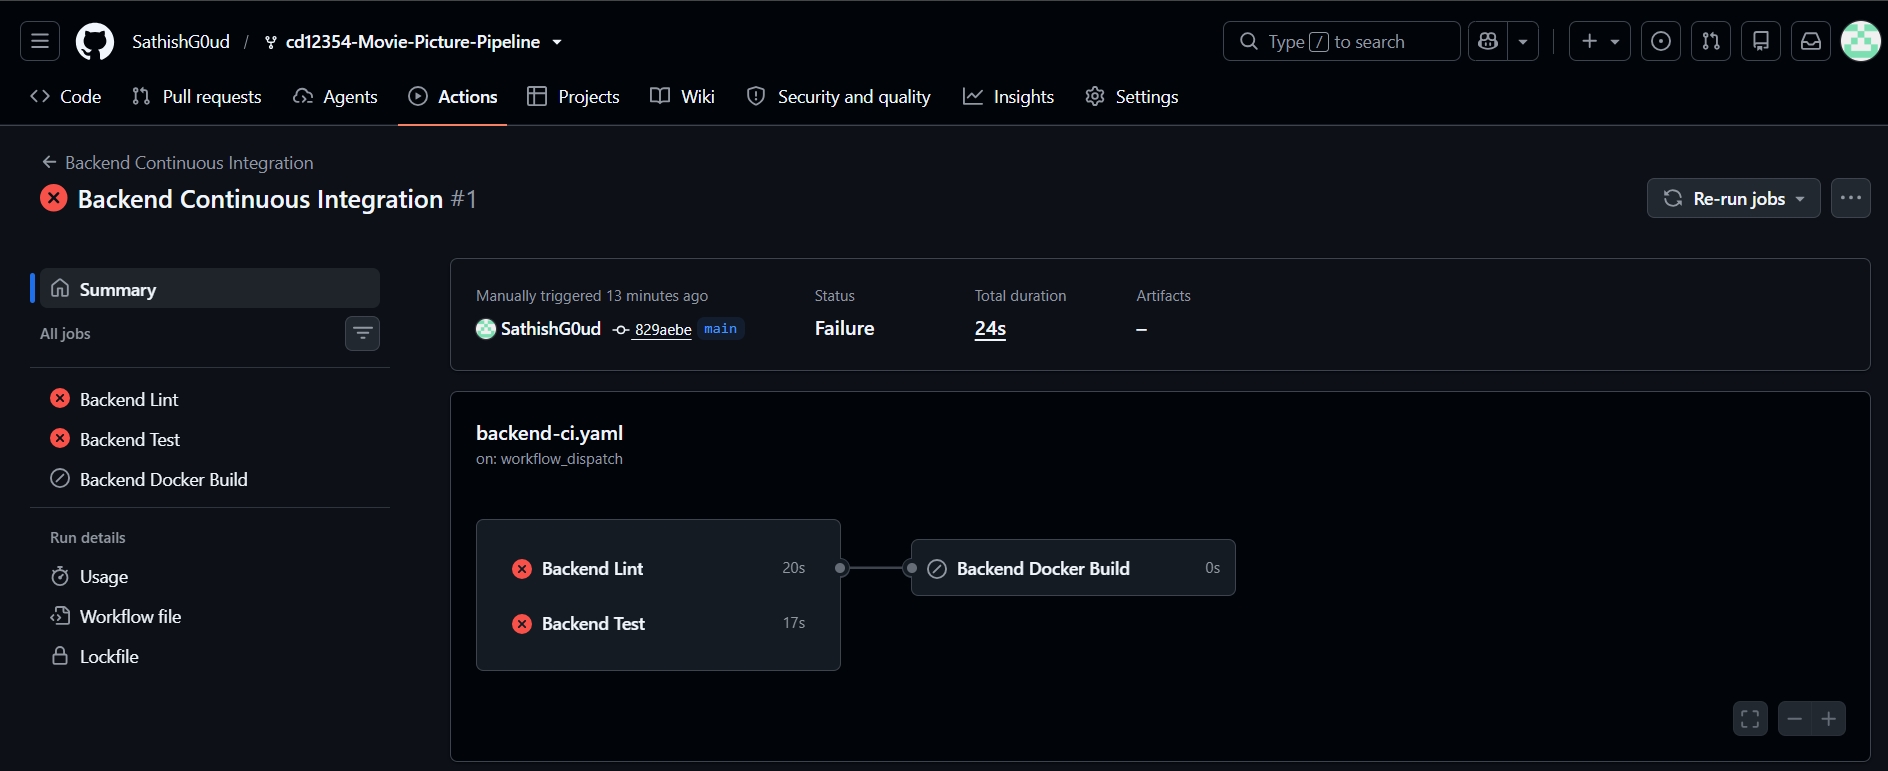 SathishG0ud / cd12354-Movie-Picture-Pipeline
Type / to search
Code Pull requests Agents Actions Projects Wiki Security and quality Insights Settings
Backend Continuous Integration
Backend Continuous Integration #1
Re-run jobs
Summary
All jobs
Backend Lint
Backend Test
Backend Docker Build
Run details
Usage
Workflow file
Lockfile
Manually triggered 13 minutes ago
SathishG0ud 829aebe main
Status
Failure
Total duration
24s
Artifacts
–
backend-ci.yaml
on: workflow_dispatch
Backend Lint 20s
Backend Test 17s
Backend Docker Build 0s